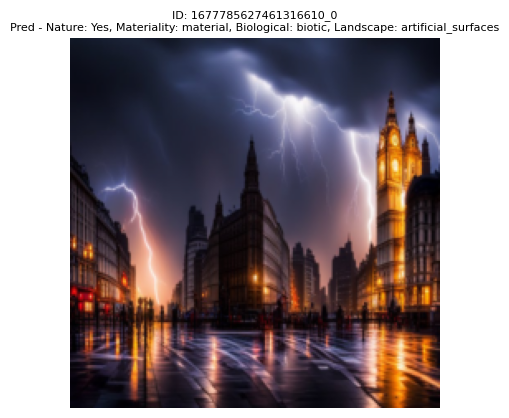 ID: 1677785627461316610_0
Pred - Nature: Yes, Materiality: material, Biological: biotic, Landscape: artificial_surfaces